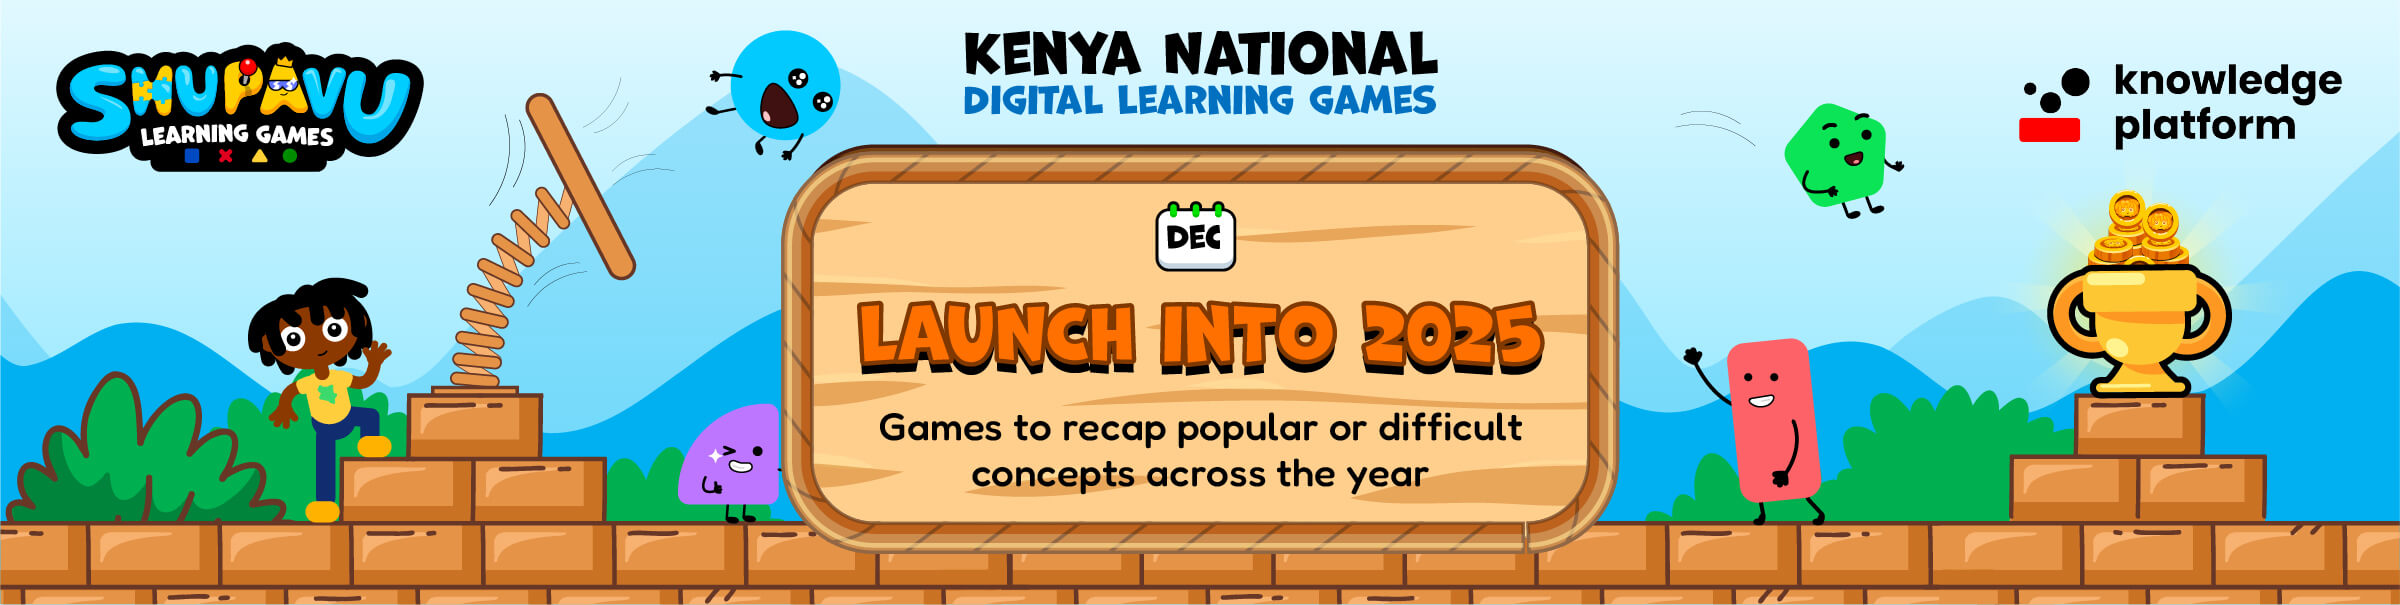 SHUPAVU
LEARNING GAMES
KENYA NATIONAL
DIGITAL LEARNING GAMES
knowledge
platform
DEC
LAUNCH INTO 2025
Games to recap popular or difficult
concepts across the year